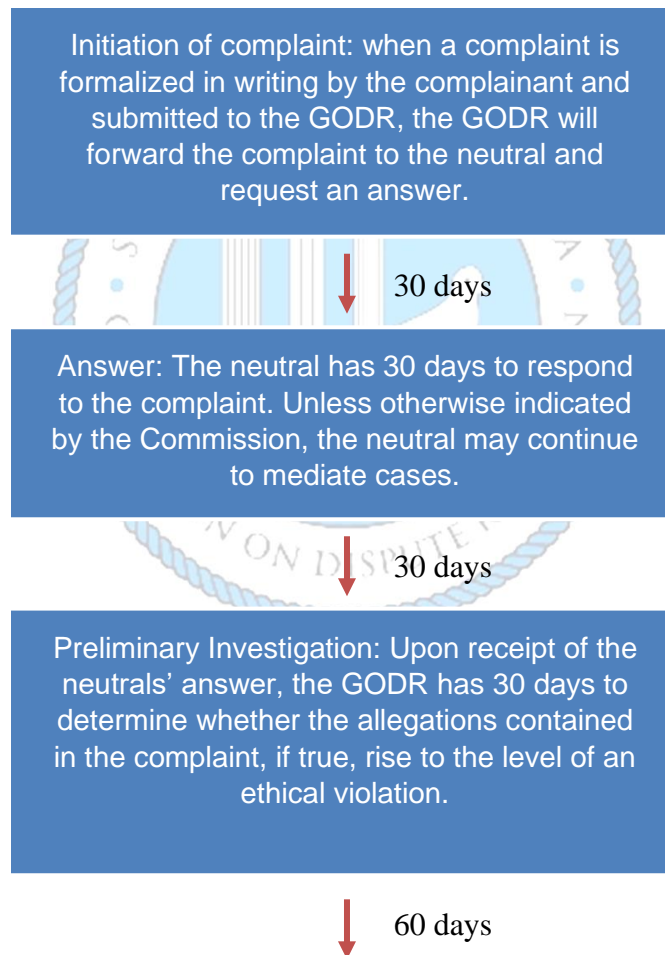 Initiation of complaint: when a complaint is
formalized in writing by the complainant and
submitted to the GODR, the GODR will
forward the complaint to the neutral and
request an answer.
30 days
Answer: The neutral has 30 days to respond
to the complaint. Unless otherwise indicated
by the Commission, the neutral may continue
to mediate cases.
ON DISPUTE
30 days
Preliminary Investigation: Upon receipt of the
neutrals’ answer, the GODR has 30 days to
determine whether the allegations contained
in the complaint, if true, rise to the level of an
ethical violation.
60 days